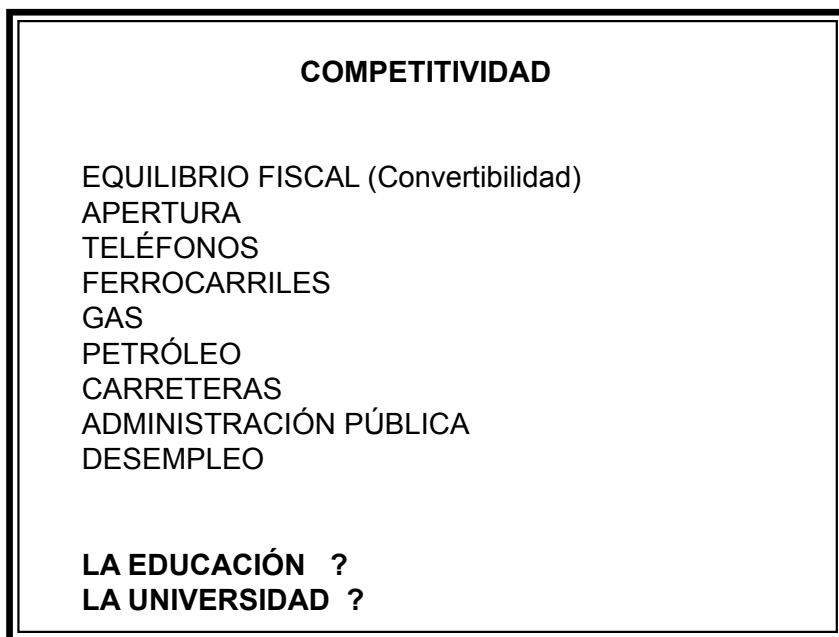 COMPETITIVIDAD
EQUILIBRIO FISCAL (Convertibilidad)
APERTURA
TELÉFONOS
FERROCARRILES
GAS
PETRÓLEO
CARRETERAS
ADMINISTRACIÓN PÚBLICA
DESEMPLEO
LA EDUCACIÓN ?
LA UNIVERSIDAD ?